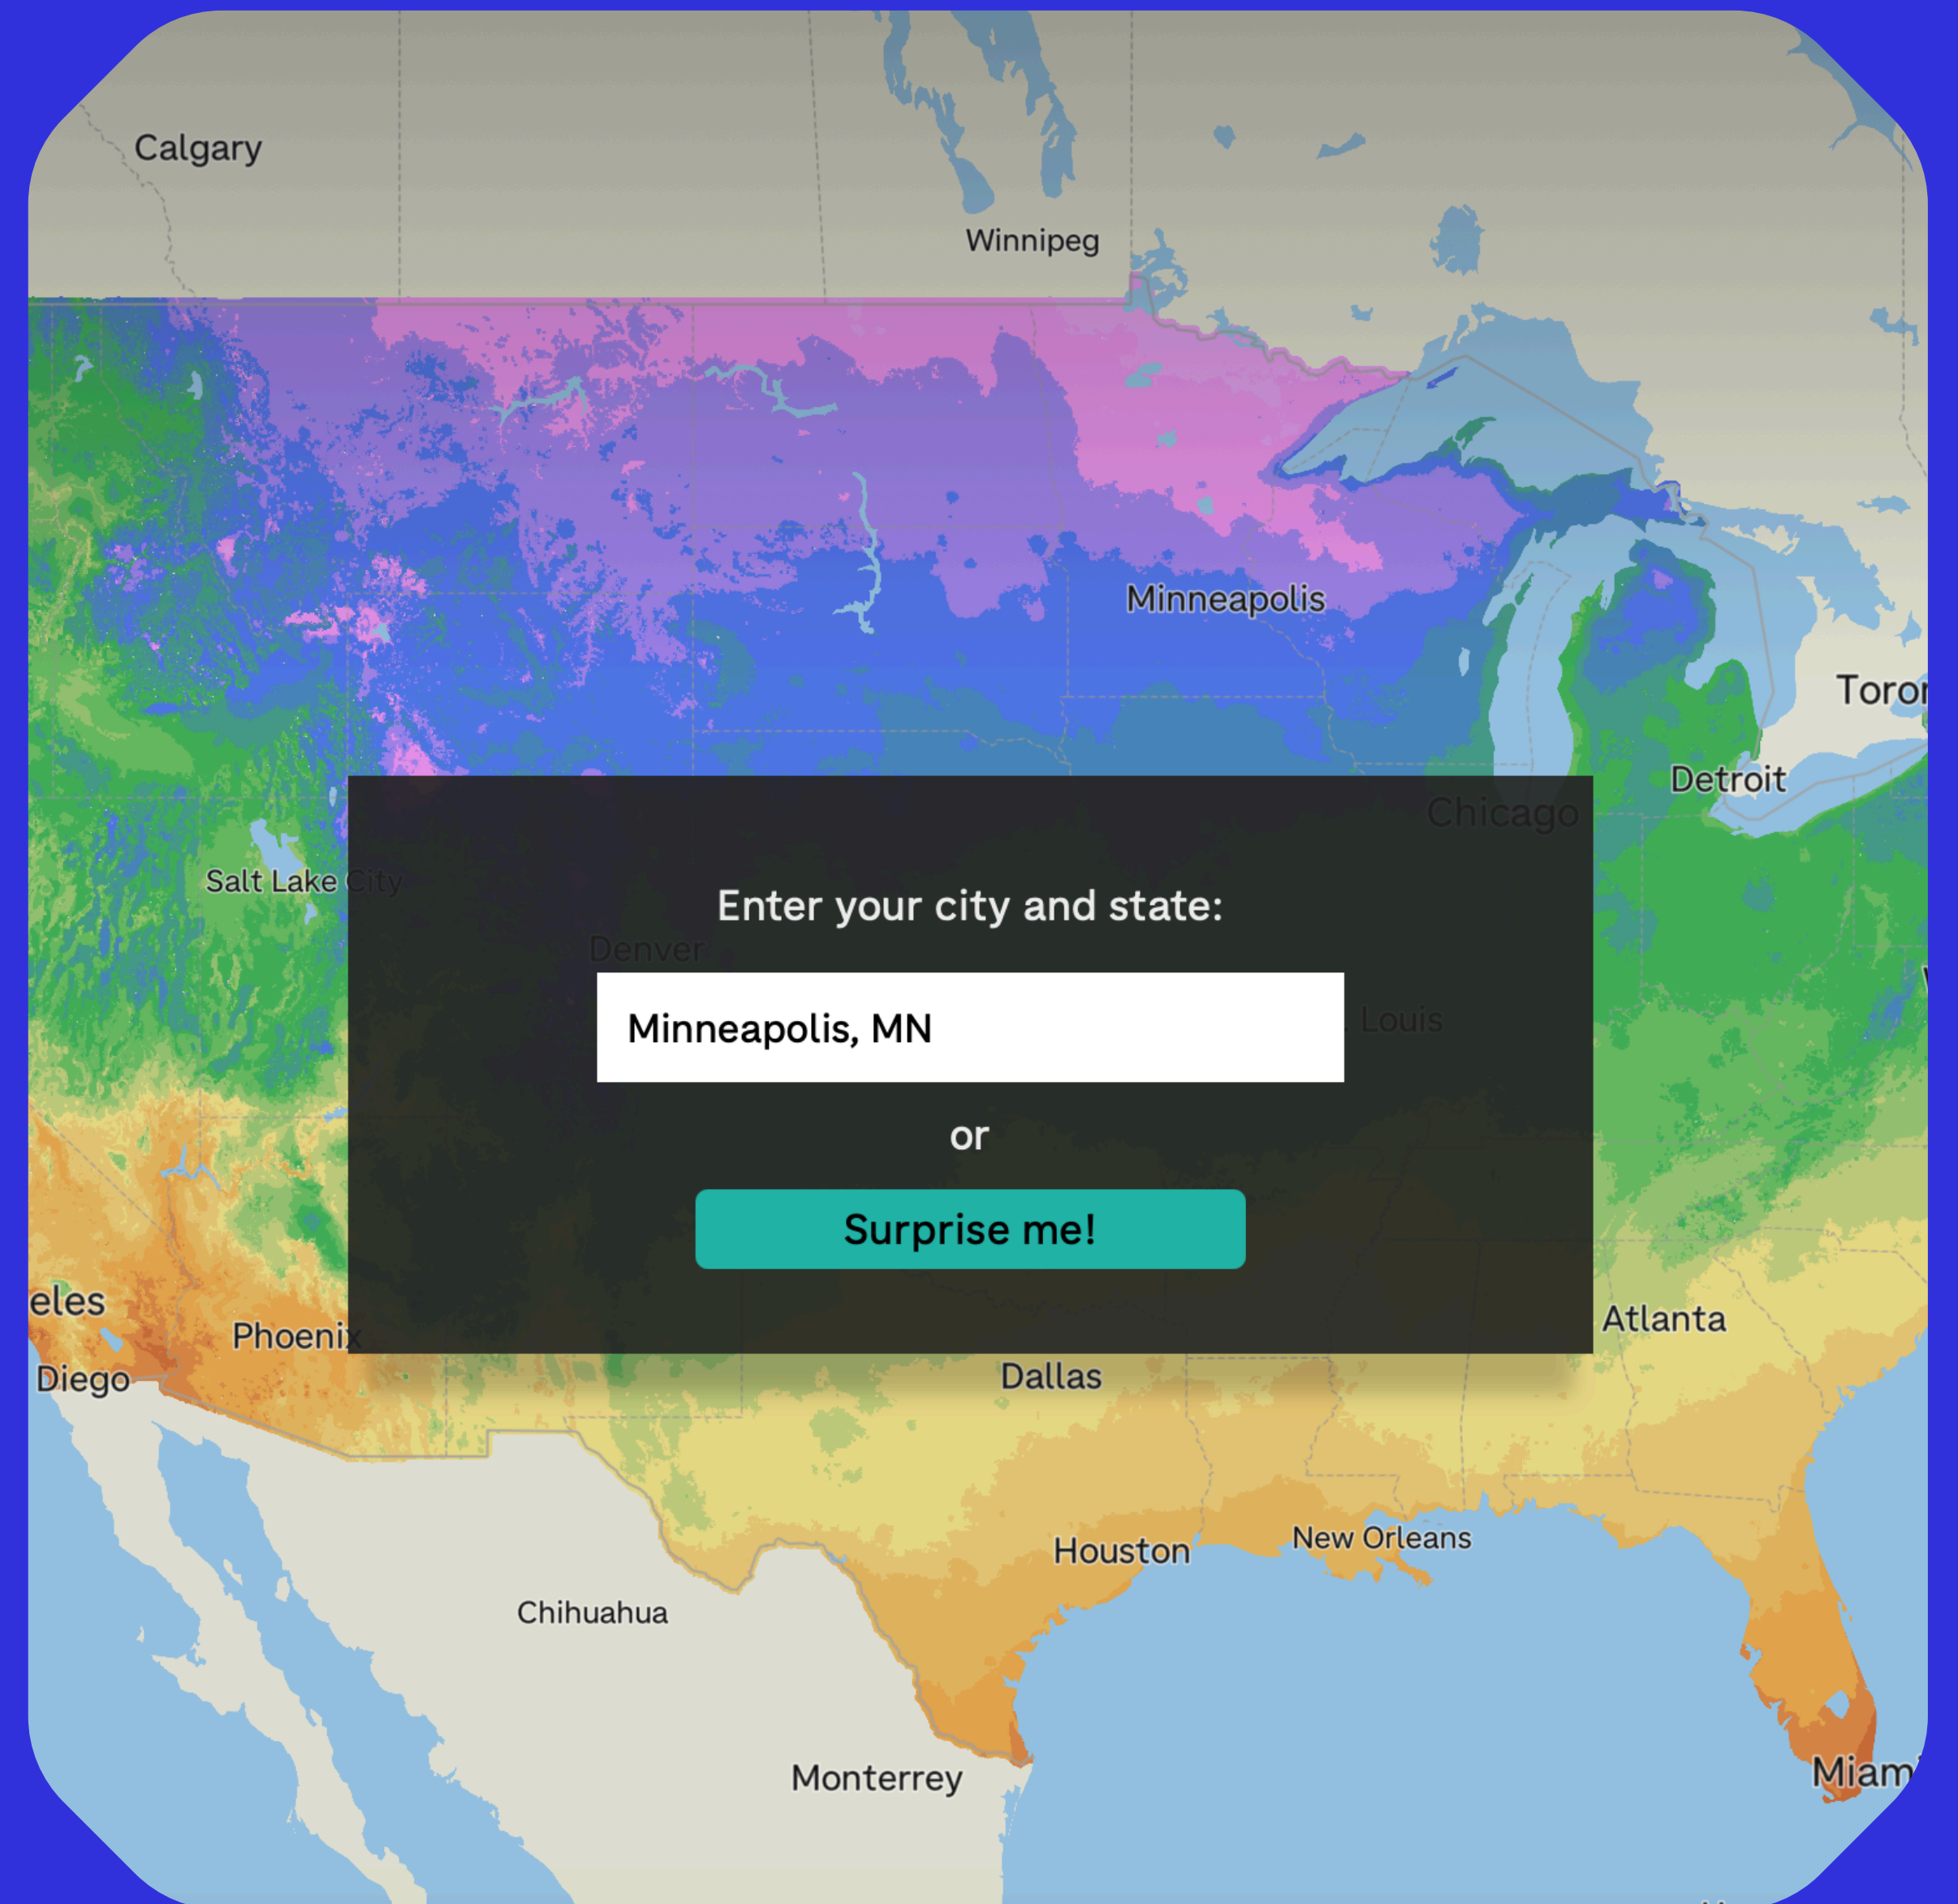 Calgary
Winnipeg
Minneapolis
Toror
Detroit
Chicago
Salt Lake City
Enter your city and state:
Denver
Minneapolis, MN
. Louis
or
Surprise me!
eles
Phoenix
Atlanta
Diego
Dallas
New Orleans
Houston
Chihuahua
Miam
Monterrey